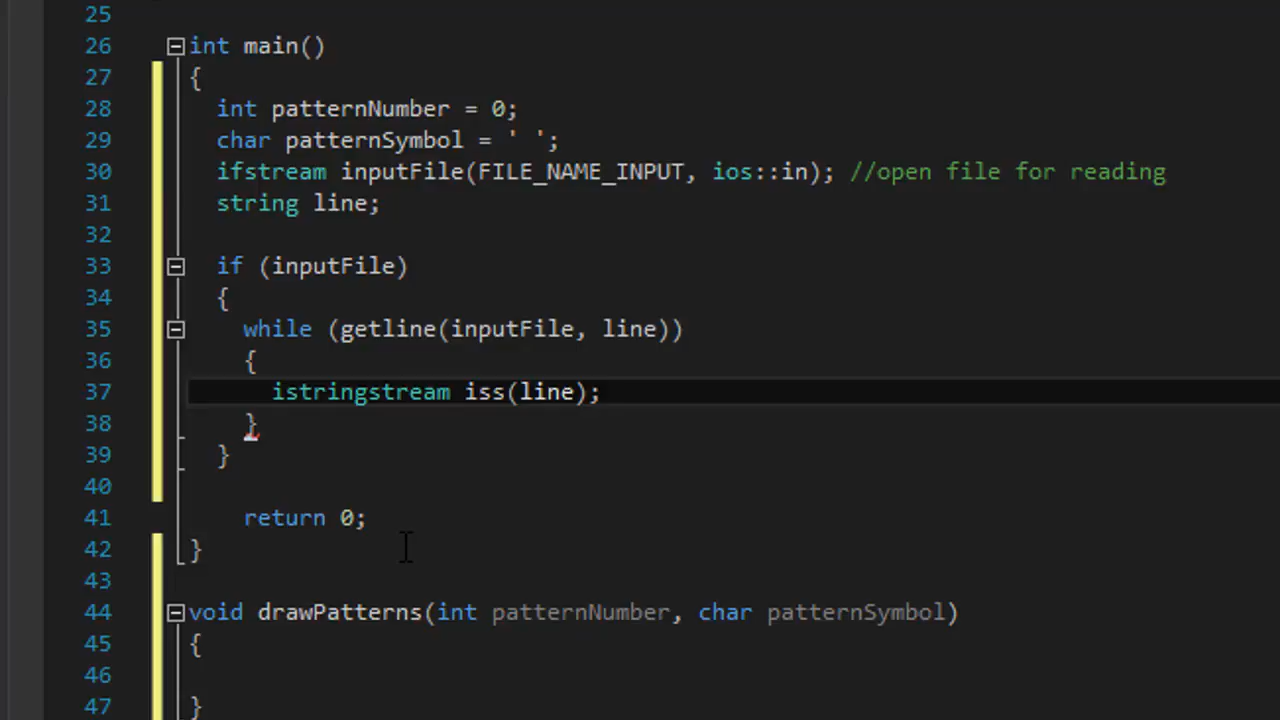 25
26 int main()
27 {
28 int patternNumber = 0;
29 char patternSymbol = ' ';
30 ifstream inputFile(FILE_NAME_INPUT, ios::in); //open file for reading
31 string line;
32
33 if (inputFile)
34 {
35 while (getline(inputFile, line))
36 {
37 istringstream iss(line);
38 }
39 }
40
41 return 0;
42 }
43
44 void drawPatterns(int patternNumber, char patternSymbol)
45 {
46
47 }